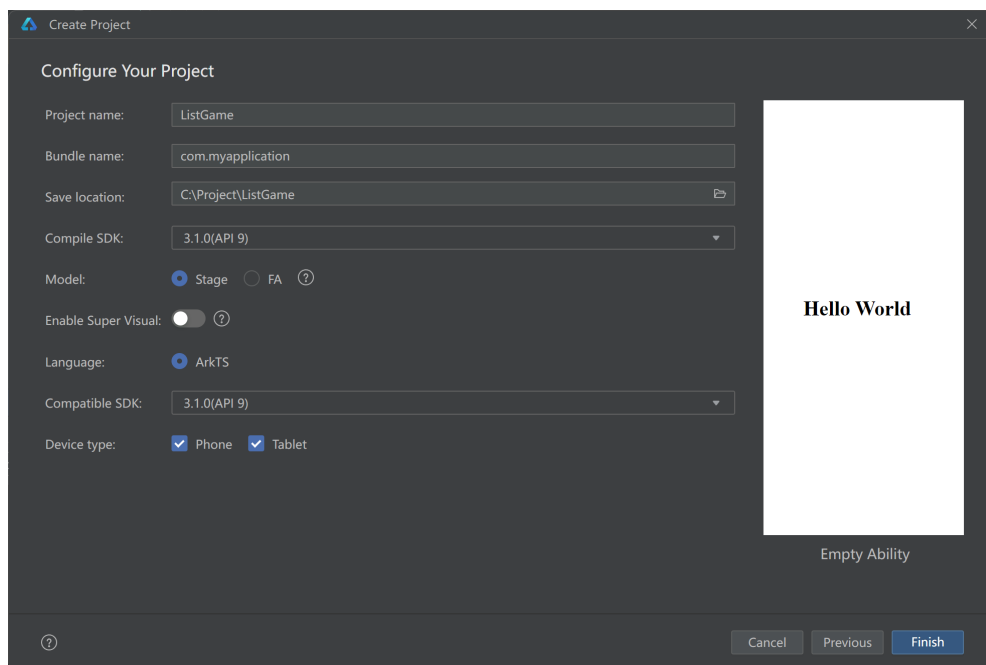 Create Project
Configure Your Project
Project name: ListGame
Bundle name: com.myapplication
Save location: C:\Project\ListGame
Compile SDK: 3.1.0(API 9)
Model: Stage FA ?
Enable Super Visual: ?
Language: ArkTS
Compatible SDK: 3.1.0(API 9)
Device type: Phone Tablet
Hello World
Empty Ability
? Cancel Previous Finish